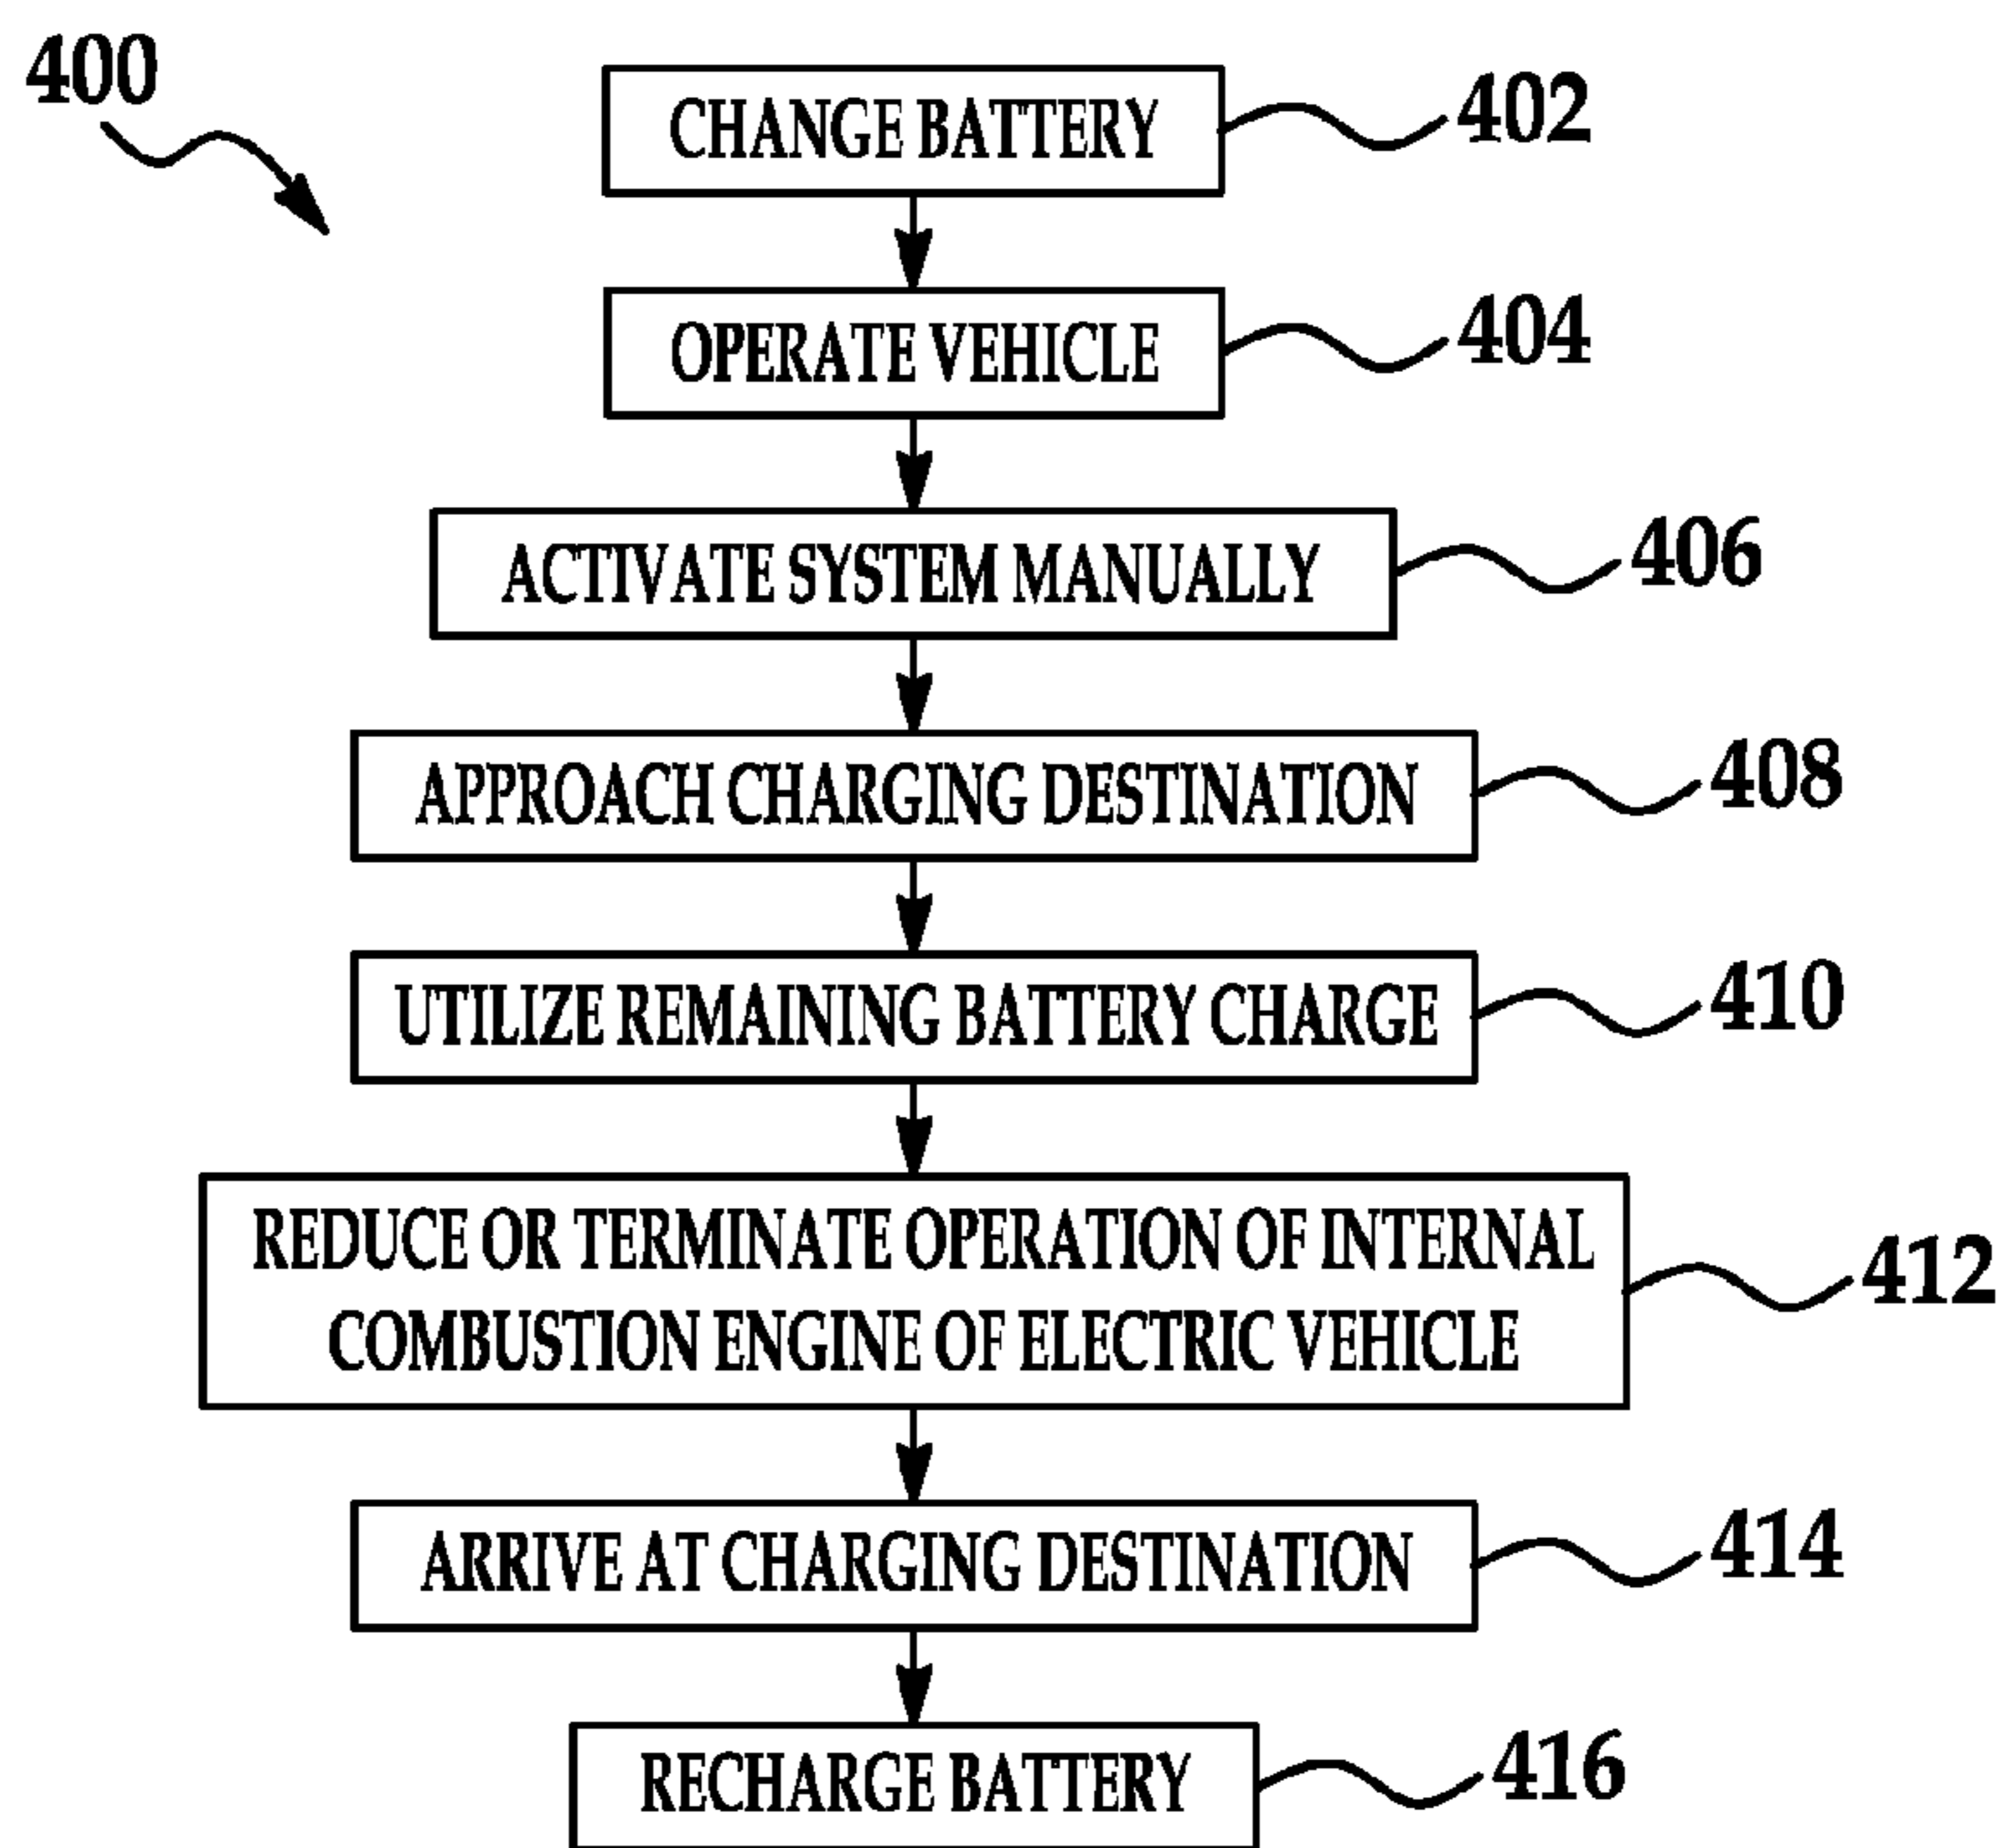 400
CHANGE BATTERY
402
OPERATE VEHICLE
404
ACTIVATE SYSTEM MANUALLY
406
APPROACH CHARGING DESTINATION
408
UTILIZE REMAINING BATTERY CHARGE
410
REDUCE OR TERMINATE OPERATION OF INTERNAL
COMBUSTION ENGINE OF ELECTRIC VEHICLE
412
ARRIVE AT CHARGING DESTINATION
414
RECHARGE BATTERY
416